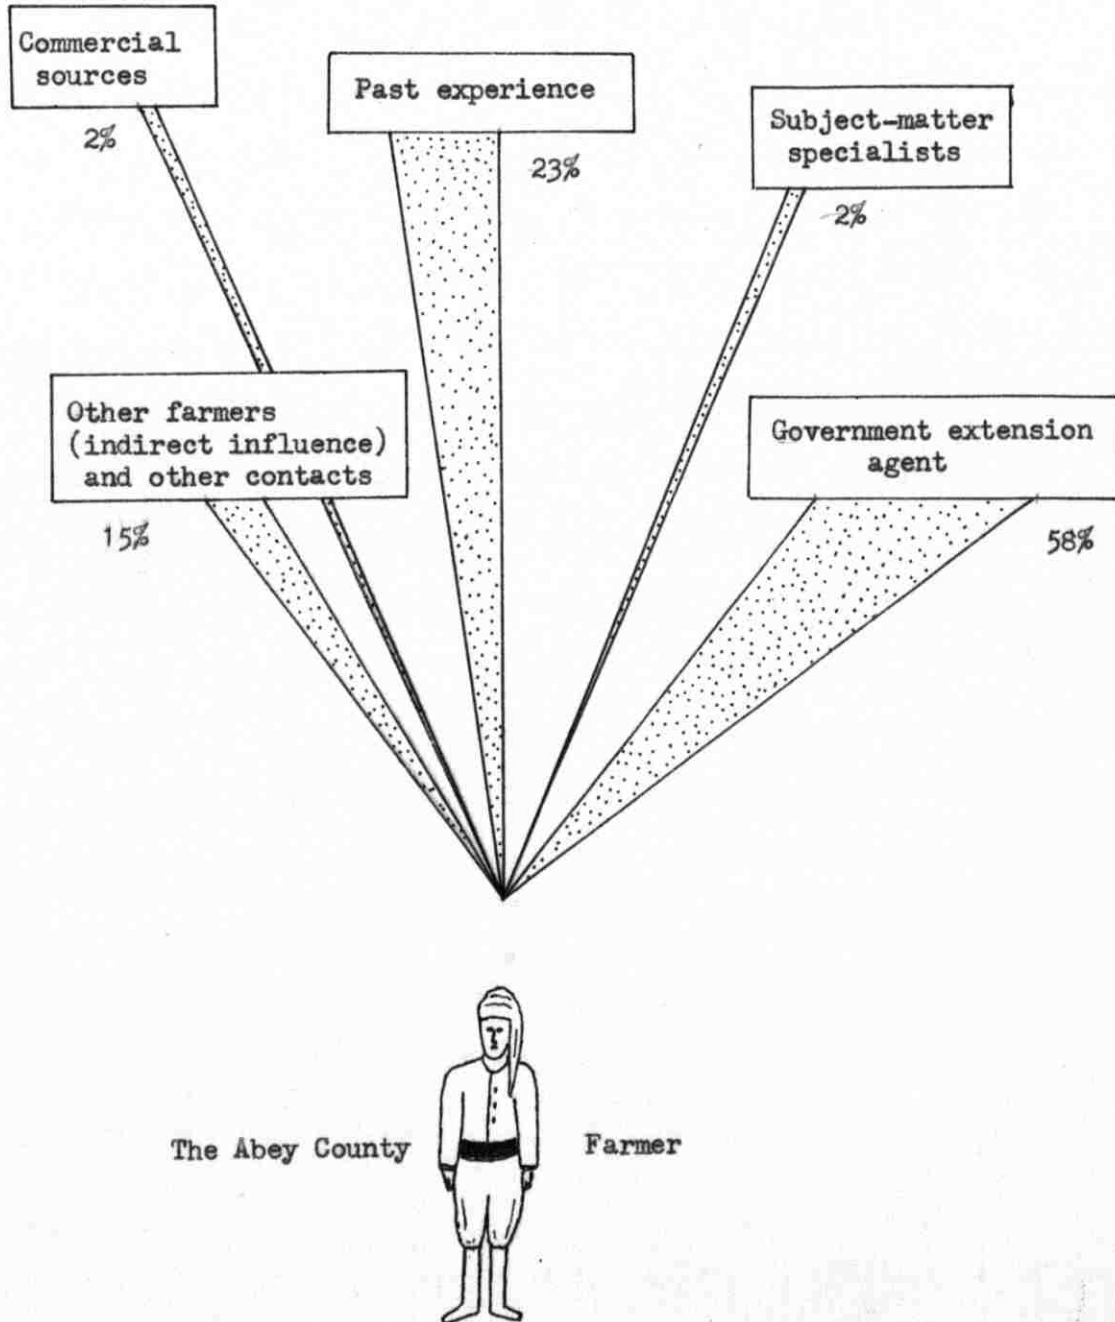 Commercial
sources
2%
Past experience
23%
Subject-matter
specialists
2%
Other farmers
(indirect influence)
and other contacts
15%
Government extension
agent
58%
The Abey County Farmer